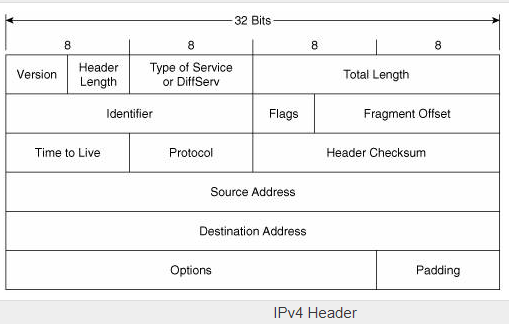 32 Bits
8 8 8 8
Version Header Length Type of Service or DiffServ Total Length
Identifier Flags Fragment Offset
Time to Live Protocol Header Checksum
Source Address
Destination Address
Options Padding
IPv4 Header